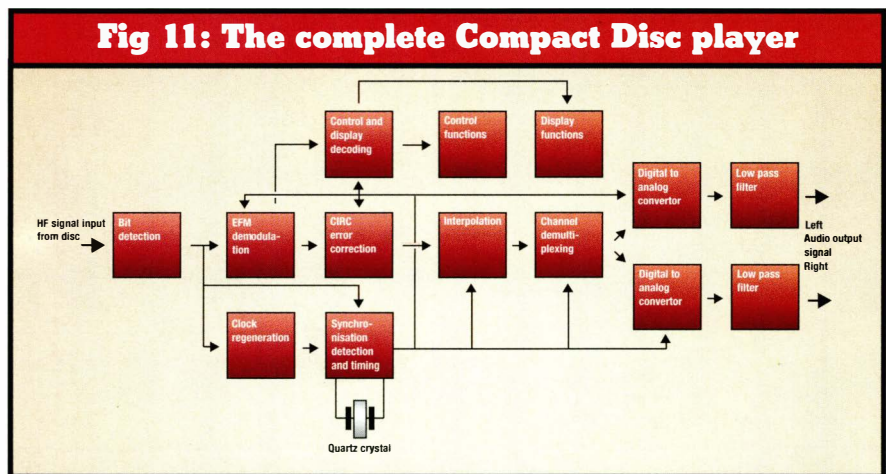 Fig 11: The complete Compact Disc player
Control and
display
decoding
Control
functions
Display
functions
Digital to
analog
convertor
Low pass
filter
HF signal input
from disc
Bit
detection
EFM
demodula-
tion
CIRC
error
correction
Interpolation
Channel
demulti-
plexing
Left
Audio output
signal
Right
Digital to
analog
convertor
Low pass
filter
Clock
regeneration
Synchro-
nisation
detection
and timing
Quartz crystal